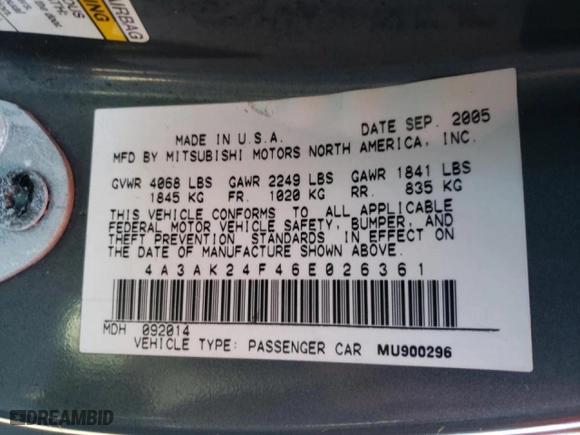 AIRBAG
WARNING
MADE IN U.S.A. DATE SEP. 2005
MFD BY MITSUBISHI MOTORS NORTH AMERICA, INC.
GVWR 4068 LBS GAWR 2249 LBS GAWR 1841 LBS
1845 KG FR. 1020 KG RR. 835 KG
THIS VEHICLE CONFORMS TO ALL APPLICABLE
FEDERAL MOTOR VEHICLE SAFETY, BUMPER, AND
THEFT PREVENTION STANDARDS IN EFFECT ON
THE DATE OF MANUFACTURE SHOWN ABOVE.
4A3AK24F46E026361
MDH 092014
VEHICLE TYPE: PASSENGER CAR MU900296
DREAMBID